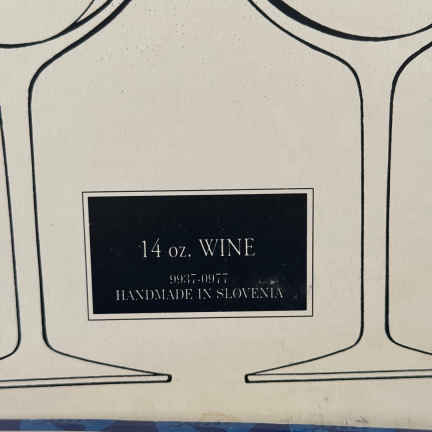 14 oz. WINE
9937-0977
HANDMADE IN SLOVENIA